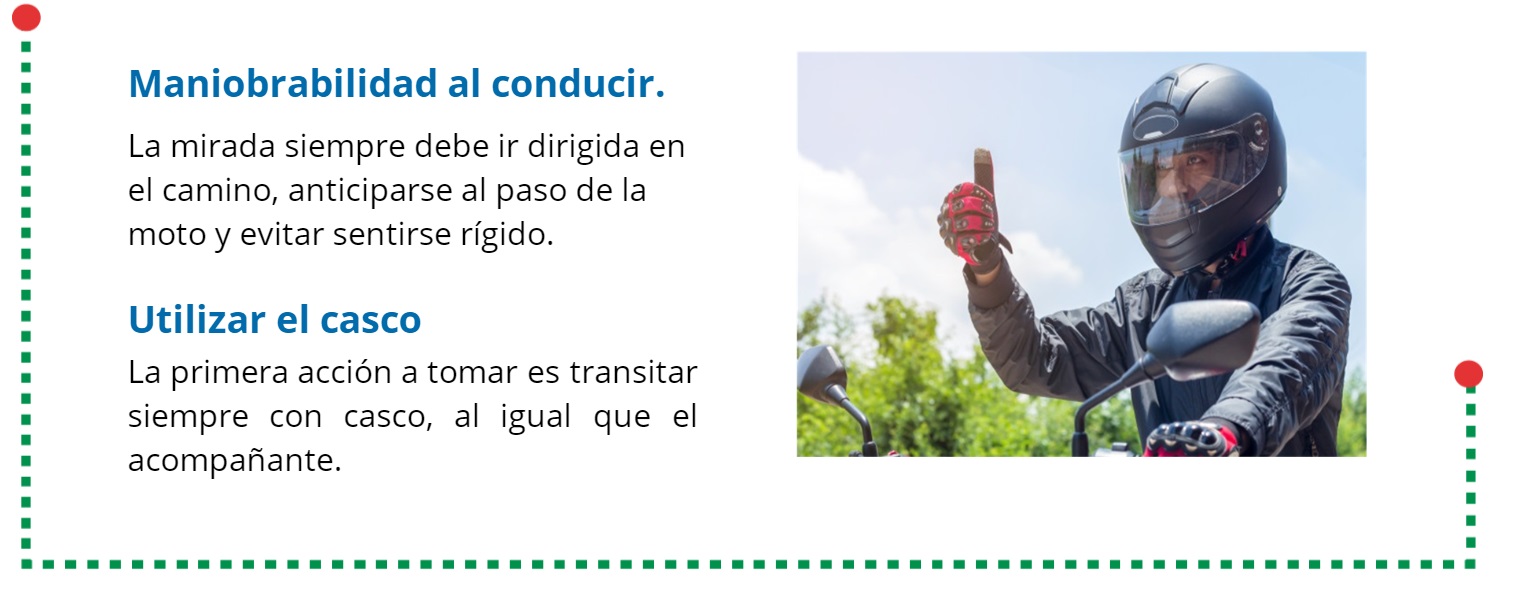 Maniobrabilidad al conducir.
La mirada siempre debe ir dirigida en
el camino, anticiparse al paso de la
moto y evitar sentirse rígido.
Utilizar el casco
La primera acción a tomar es transitar
siempre con casco, al igual que el
acompañante.